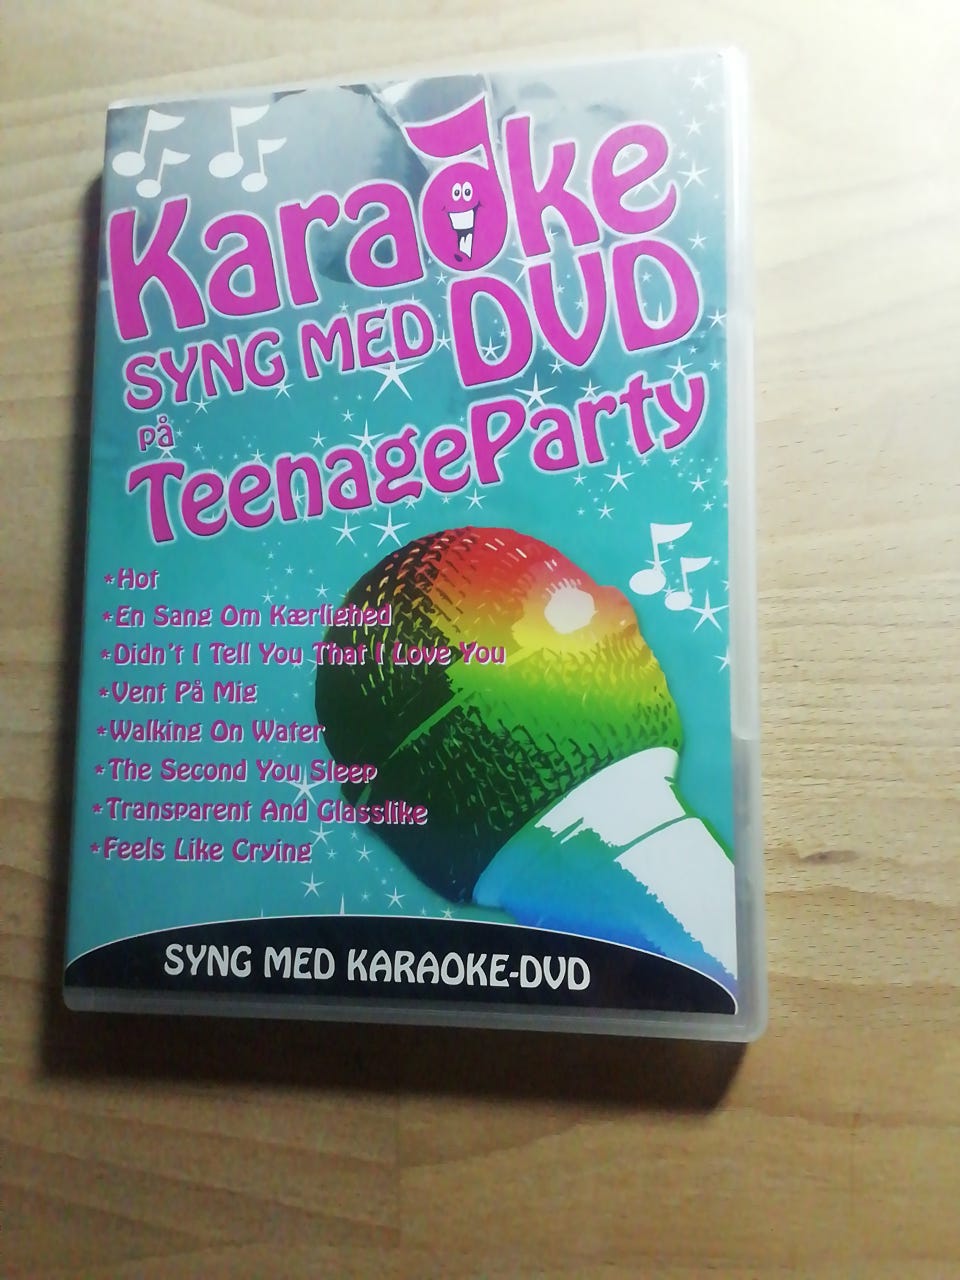 Karaoke
SYNG MED DVD
på
TeenageParty
*Hot
*En Sang Om Kærlighed
*Didn't I Tell You That I Love You
*Vent På Mig
*Walking On Water
*The Second You Sleep
*Transparent And Glasslike
*Feels Like Crying
SYNG MED KARAOKE-DVD